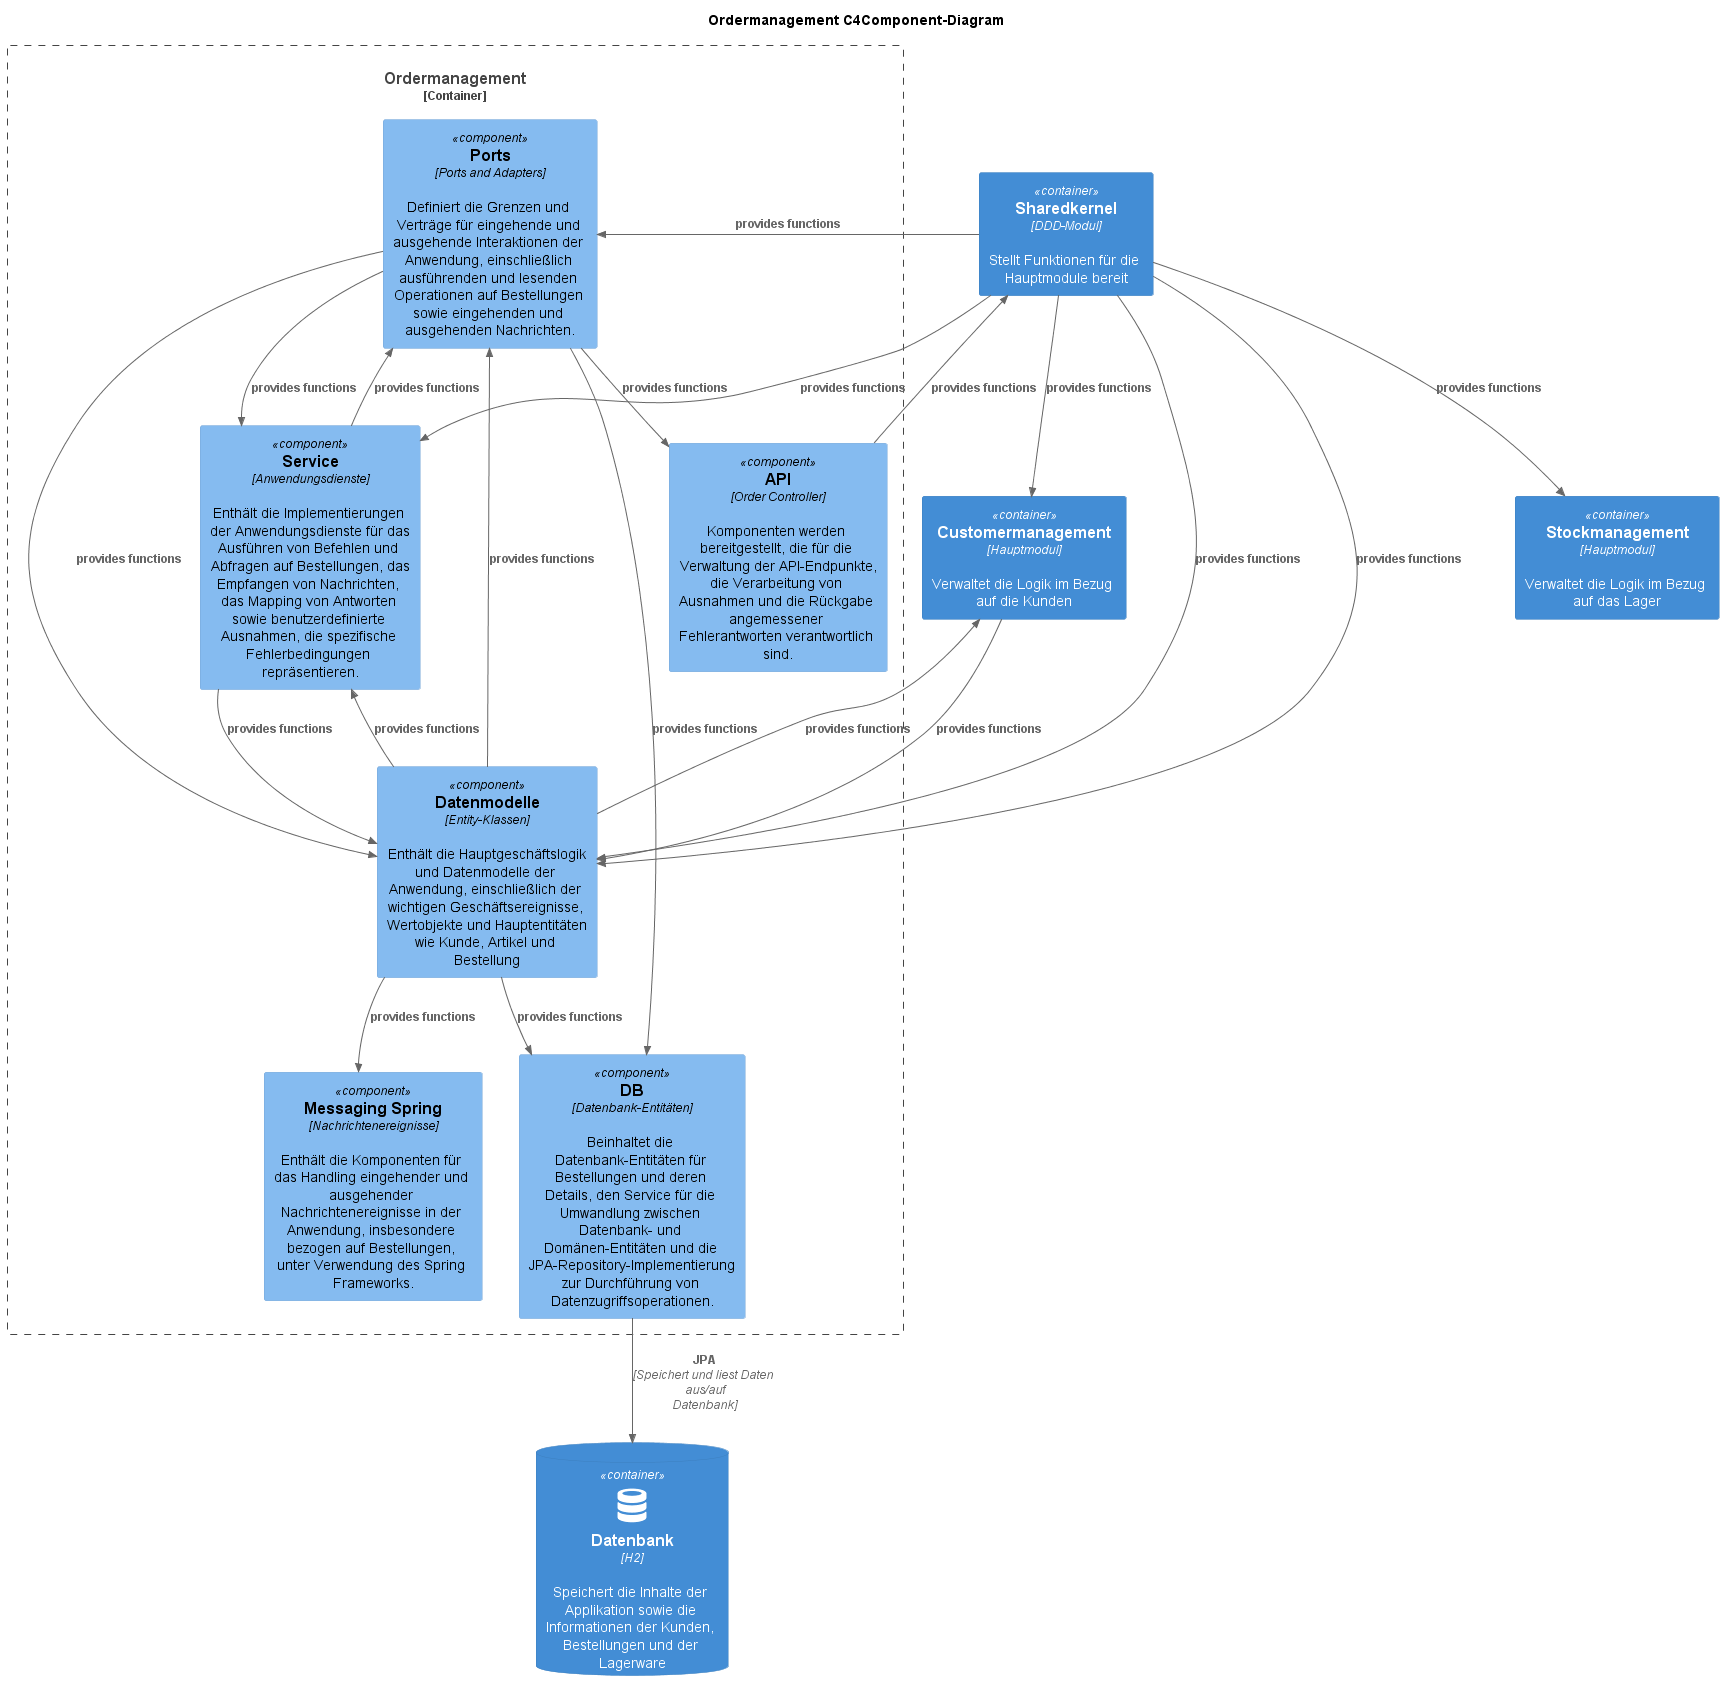 Ordermanagement C4Component-Diagram
Ordermanagement
[Container]
«component»
Ports
[Ports and Adapters]
Definiert die Grenzen und
Verträge für eingehende und
ausgehende Interaktionen der
Anwendung, einschließlich
ausführenden und lesenden
Operationen auf Bestellungen
sowie eingehenden und
ausgehenden Nachrichten.
«container»
Sharedkernel
[DDD-Modul]
Stellt Funktionen für die
Hauptmodule bereit
provides functions
provides functions
provides functions
provides functions
provides functions
provides functions
provides functions
provides functions
«component»
Service
[Anwendungsdienste]
Enthält die Implementierungen
der Anwendungsdienste für das
Ausführen von Befehlen und
Abfragen auf Bestellungen, das
Empfangen von Nachrichten,
das Mapping von Antworten
sowie benutzerdefinierte
Ausnahmen, die spezifische
Fehlerbedingungen
repräsentieren.
«component»
API
[Order Controller]
Komponenten werden
bereitgestellt, die für die
Verwaltung der API-Endpunkte,
die Verarbeitung von
Ausnahmen und die Rückgabe
angemessener
Fehlerantworten verantwortlich
sind.
«container»
Customermanagement
[Hauptmodul]
Verwaltet die Logik im Bezug
auf die Kunden
«container»
Stockmanagement
[Hauptmodul]
Verwaltet die Logik im Bezug
auf das Lager
provides functions
provides functions
provides functions
provides functions
provides functions
provides functions
provides functions
provides functions
provides functions
«component»
Datenmodelle
[Entity-Klassen]
Enthält die Hauptgeschäftslogik
und Datenmodelle der
Anwendung, einschließlich der
wichtigen Geschäftsereignisse,
Wertobjekte und Hauptentitäten
wie Kunde, Artikel und
Bestellung
provides functions
provides functions
«component»
Messaging Spring
[Nachrichtenereignisse]
Enthält die Komponenten für
das Handling eingehender und
ausgehender
Nachrichtenereignisse in der
Anwendung, insbesondere
bezogen auf Bestellungen,
unter Verwendung des Spring
Frameworks.
«component»
DB
[Datenbank-Entitäten]
Beinhaltet die
Datenbank-Entitäten für
Bestellungen und deren
Details, den Service für die
Umwandlung zwischen
Datenbank- und
Domänen-Entitäten und die
JPA-Repository-Implementierung
zur Durchführung von
Datenzugriffsoperationen.
JPA
[Speichert und liest Daten
aus/auf
Datenbank]
«container»
Datenbank
[H2]
Speichert die Inhalte der
Applikation sowie die
Informationen der Kunden,
Bestellungen und der
Lagerware